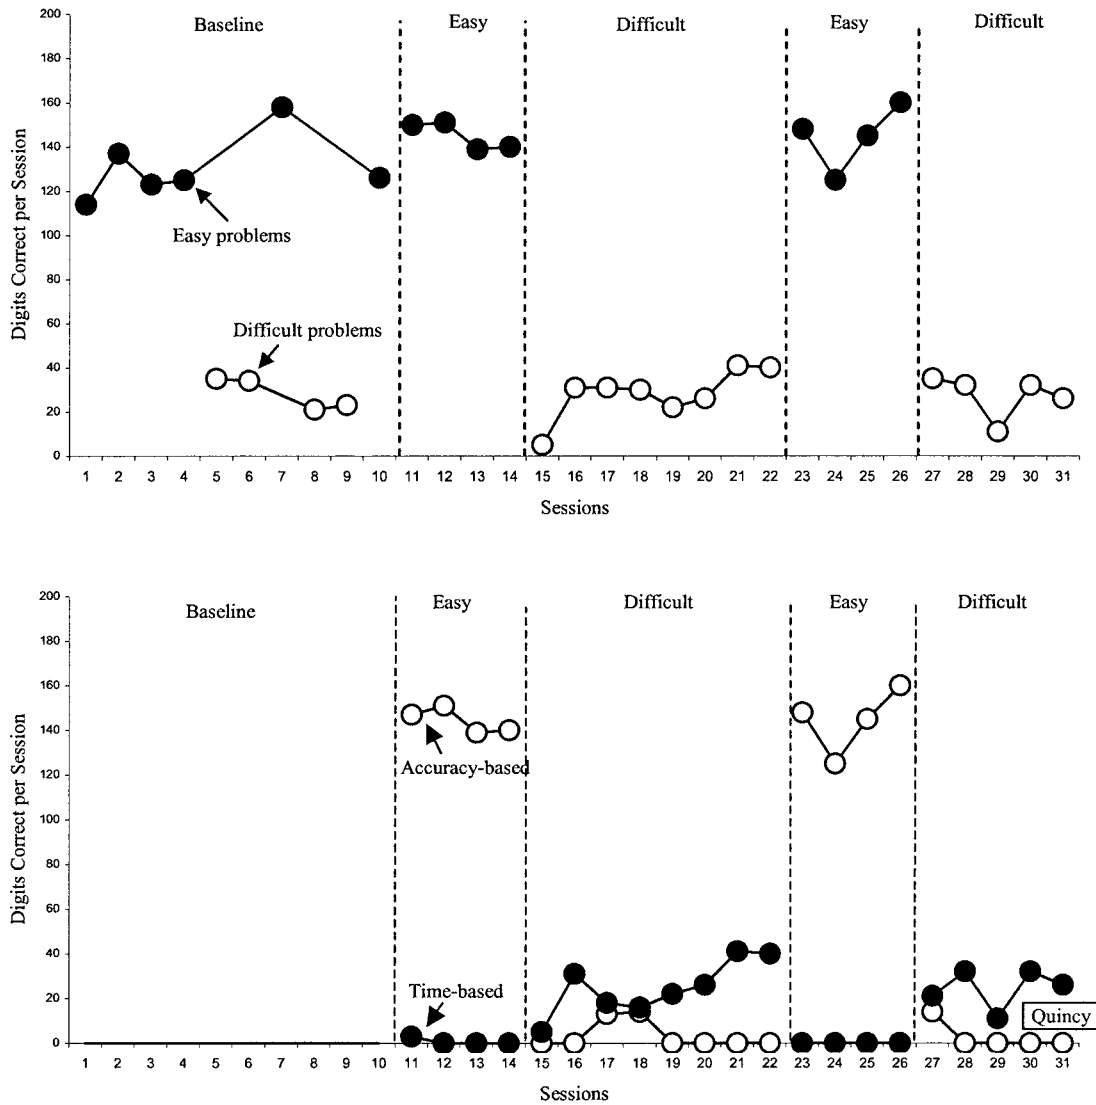 Baseline Easy Difficult Easy Difficult
200
180
160
140
120
100
80
60
40
20
0
Digits Correct per Session
Easy problems
Difficult problems
1 2 3 4 5 6 7 8 9 10 11 12 13 14 15 16 17 18 19 20 21 22 23 24 25 26 27 28 29 30 31
Sessions
Baseline Easy Difficult Easy Difficult
200
180
160
140
120
100
80
60
40
20
0
Digits Correct per Session
Accuracy-based
Time-based
Quincy
1 2 3 4 5 6 7 8 9 10 11 12 13 14 15 16 17 18 19 20 21 22 23 24 25 26 27 28 29 30 31
Sessions